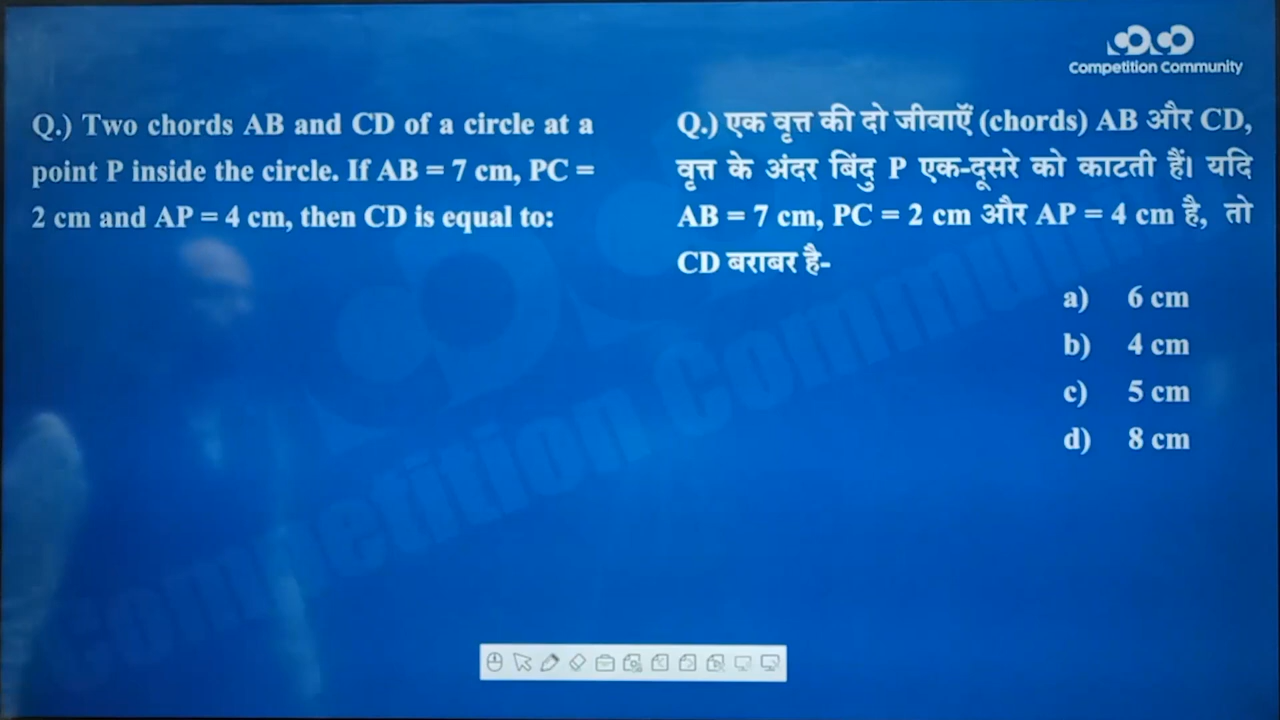 Competition Community
Q.) Two chords AB and CD of a circle at a
point P inside the circle. If AB = 7 cm, PC =
2 cm and AP = 4 cm, then CD is equal to:
Q.) एक वृत्त की दो जीवाएँ (chords) AB और CD,
वृत्त के अंदर बिंदु P एक-दूसरे को काटती हैं। यदि
AB = 7 cm, PC = 2 cm और AP = 4 cm है, तो
CD बराबर है-
a) 6 cm
b) 4 cm
c) 5 cm
d) 8 cm
Competition Community